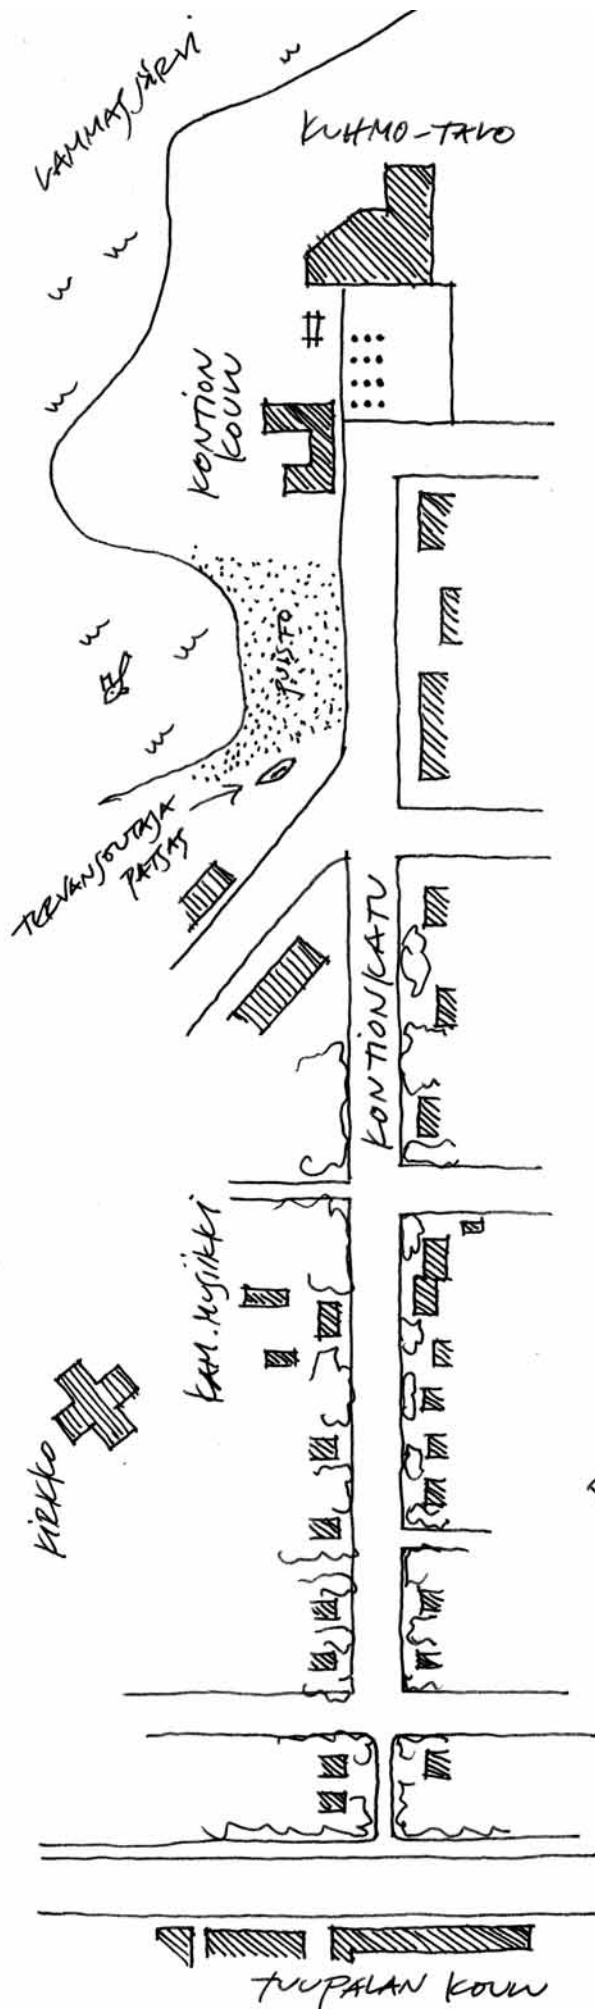 LAMMASJÄRVI
KUHMO-TALO
KONTION
KOULU
PUISTO
TERVANSOUTAJA
PATSAS
KONTIONKATU
KAM. MUSIIKKI
KIRKKO
TUUPALAN KOULU